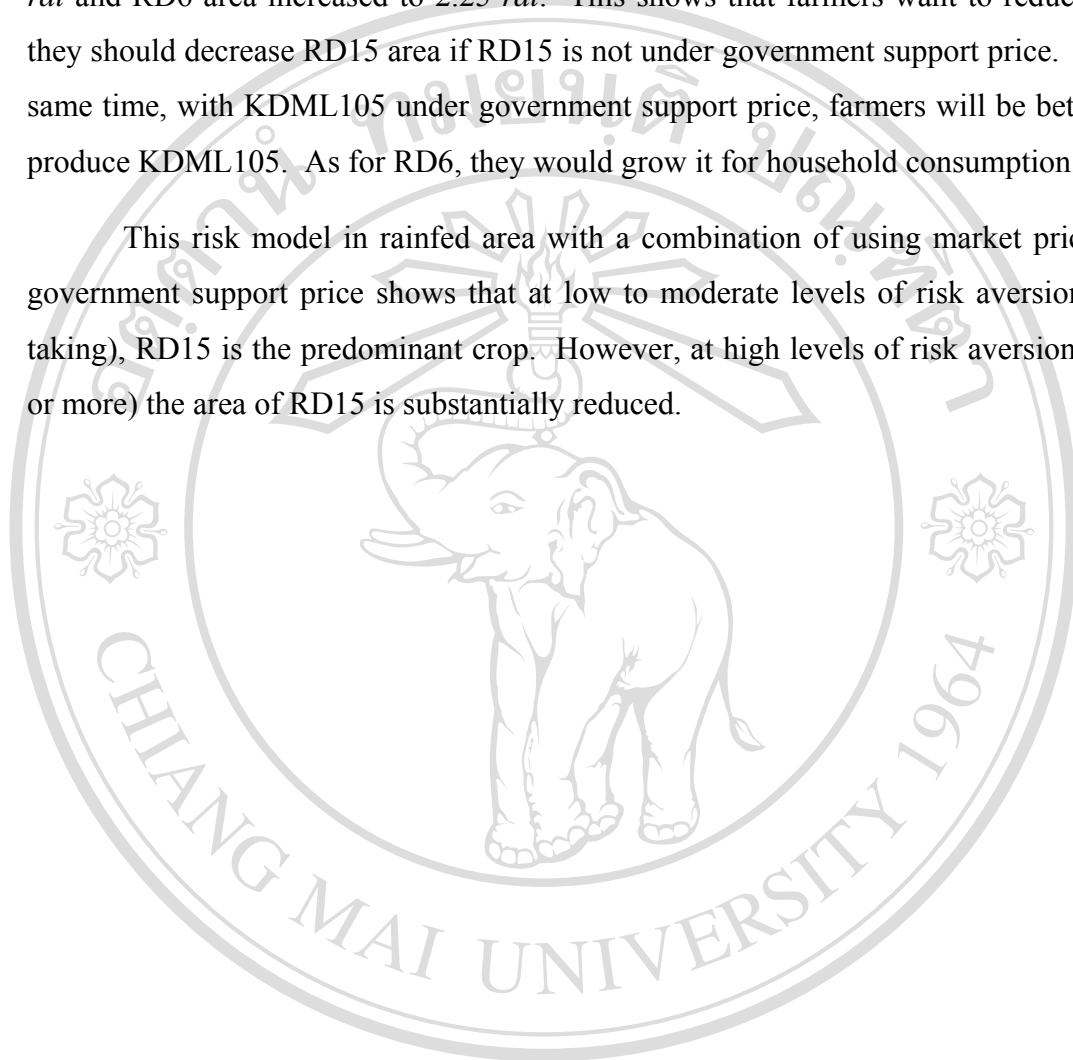 rai and RD6 area increased to 2.25 rai. This shows that farmers want to reduc
they should decrease RD15 area if RD15 is not under government support price.
same time, with KDML105 under government support price, farmers will be bet
produce KDML105. As for RD6, they would grow it for household consumption
This risk model in rainfed area with a combination of using market pric
government support price shows that at low to moderate levels of risk aversion
taking), RD15 is the predominant crop. However, at high levels of risk aversion
or more) the area of RD15 is substantially reduced.
CHIANG MAI UNIVERSITY 1964